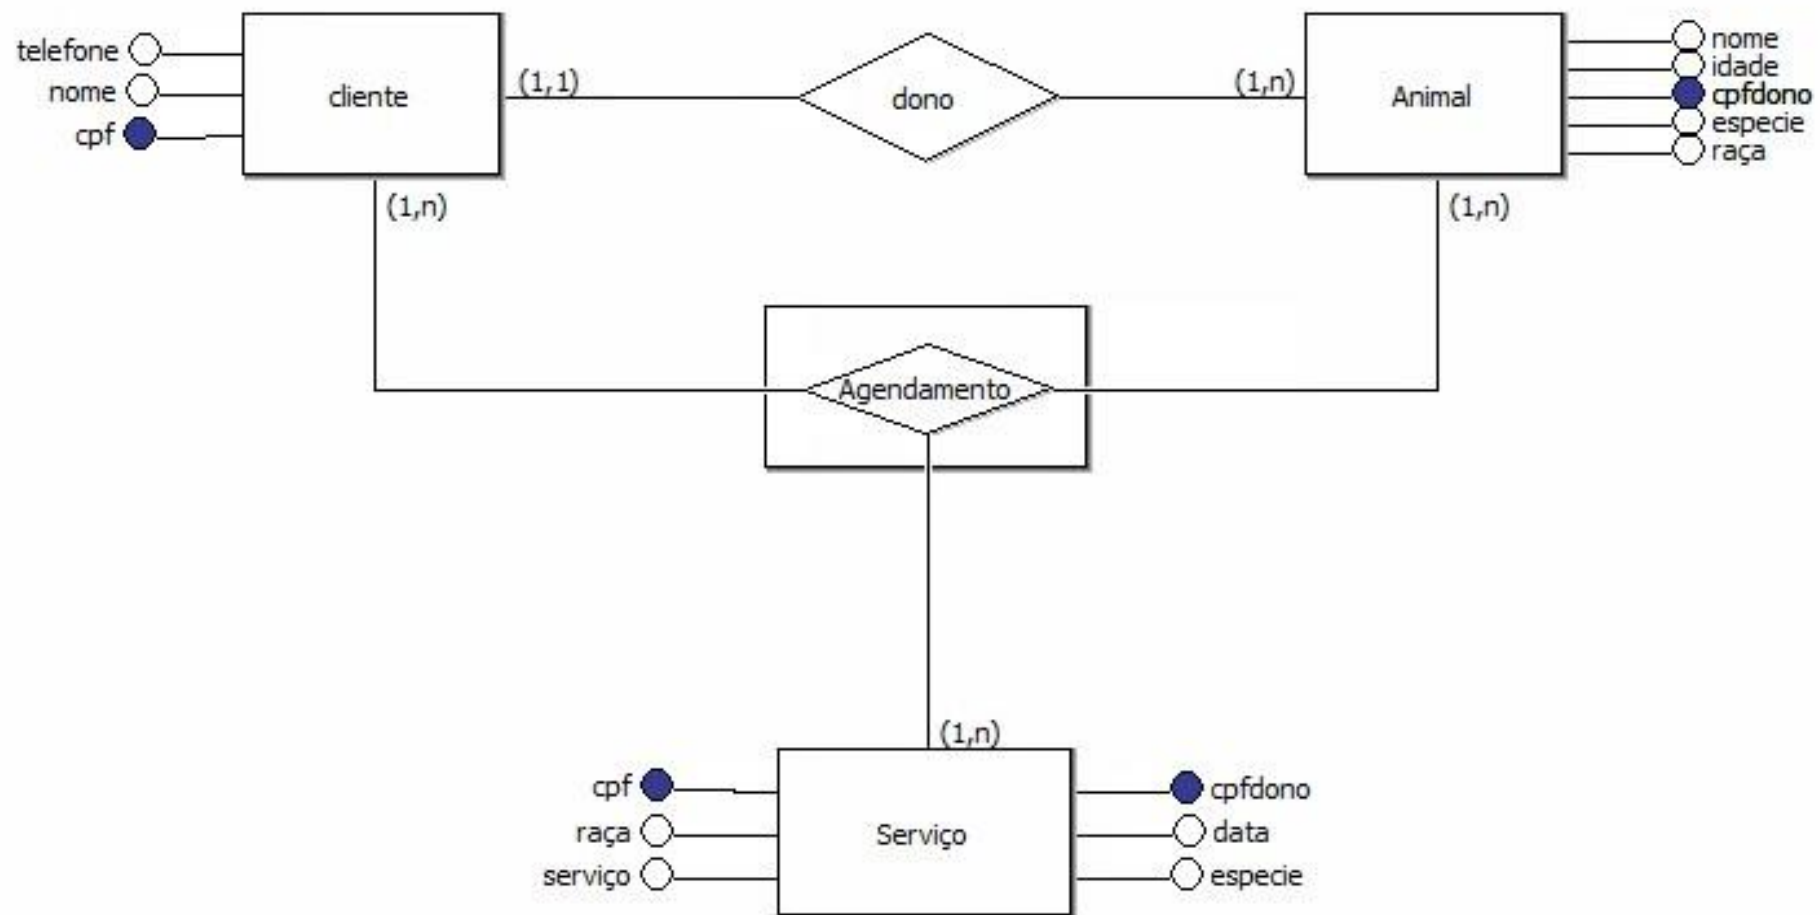 telefone
nome
cpf
cliente
(1,1)
dono
(1,n)
Animal
nome
idade
cpfdono
especie
raça
(1,n)
(1,n)
Agendamento
(1,n)
cpf
raça
serviço
Serviço
cpfdono
data
especie